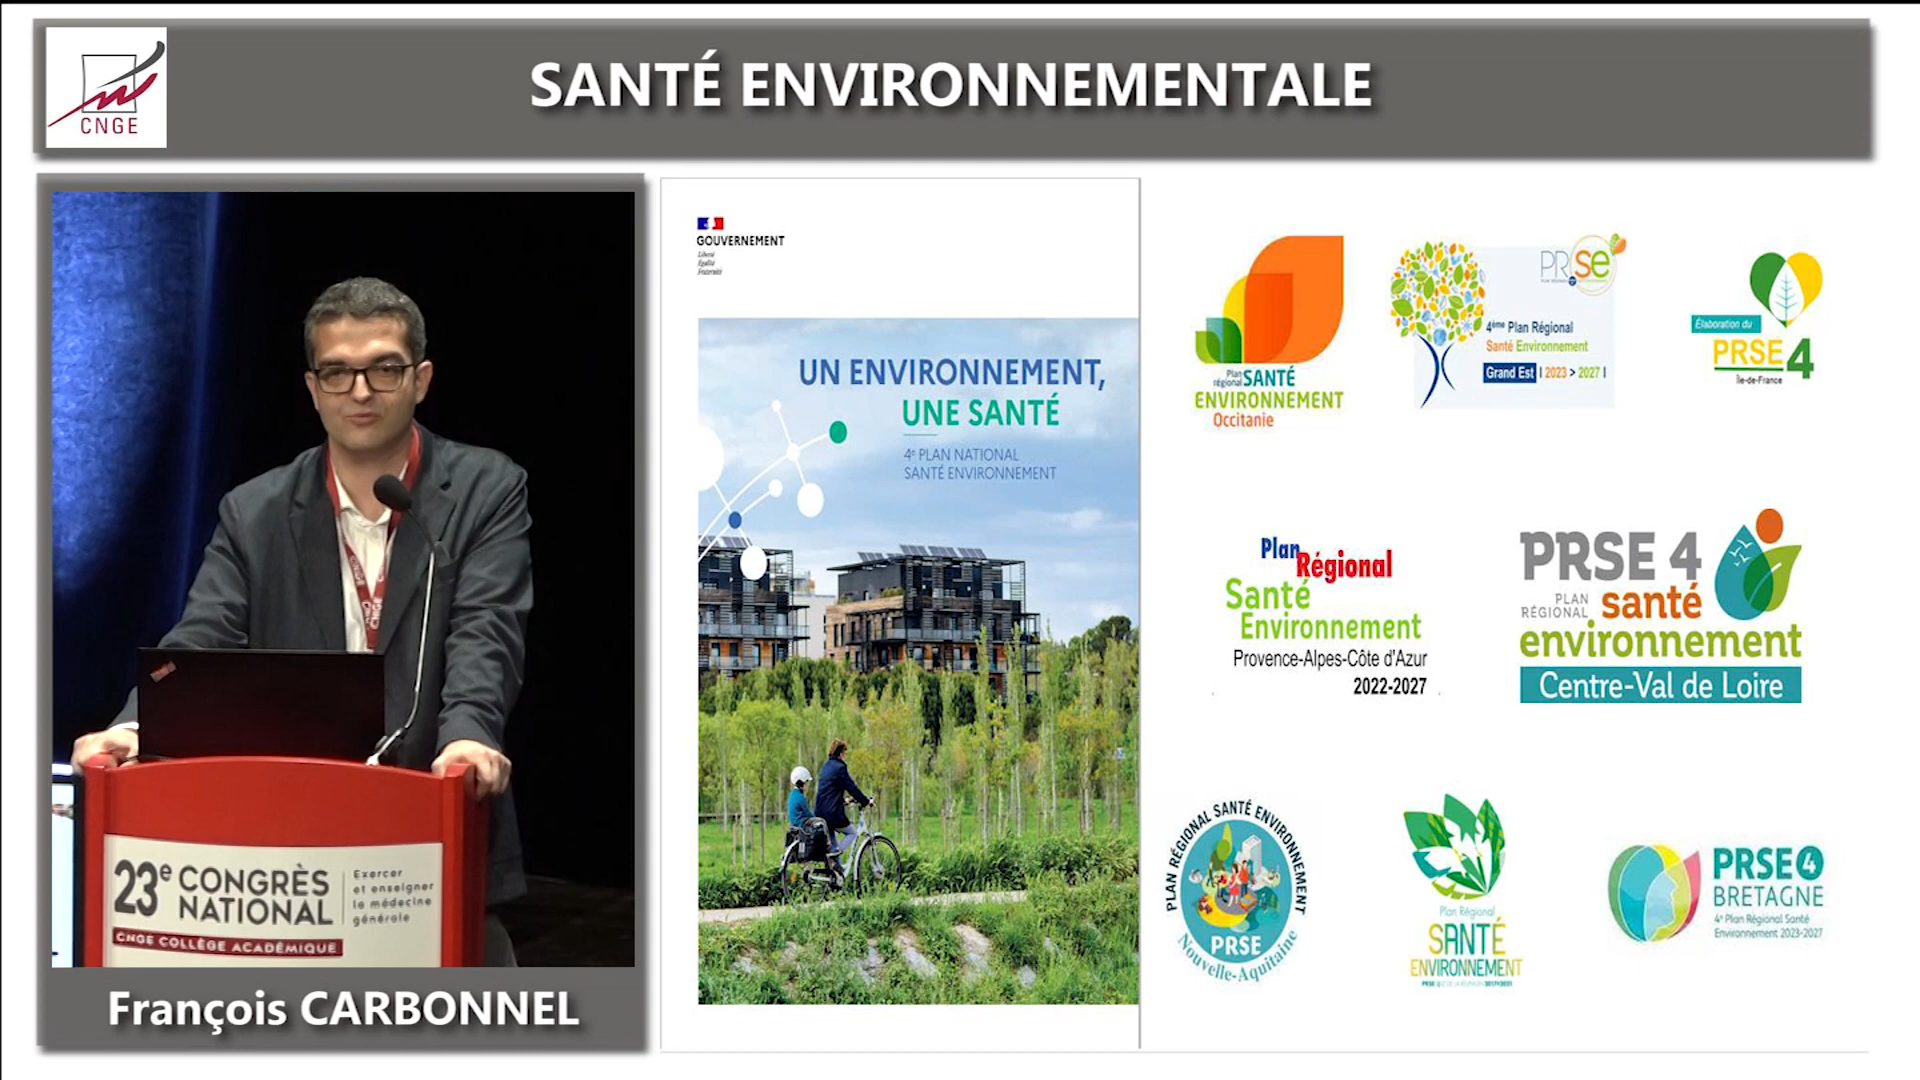 CNGE
SANTÉ ENVIRONNEMENTALE
23e CONGRÈS
NATIONAL
Exercer
et enseigner
la médecine
générale
CNGE COLLÈGE ACADÉMIQUE
François CARBONNEL
GOUVERNEMENT
Liberté
Égalité
Fraternité
UN ENVIRONNEMENT,
UNE SANTÉ
4e PLAN NATIONAL
SANTÉ ENVIRONNEMENT
Plan
régional SANTÉ
ENVIRONNEMENT
Occitanie
PRSE
4ème Plan Régional
Santé Environnement
Grand Est | 2023 > 2027 |
Élaboration du
PRSE 4
Île-de-France
Plan
Régional
Santé
Environnement
Provence-Alpes-Côte d'Azur
2022-2027
PRSE 4
PLAN
RÉGIONAL santé
environnement
Centre-Val de Loire
PLAN RÉGIONAL SANTÉ ENVIRONNEMENT
PRSE
Nouvelle-Aquitaine
Plan Régional
SANTÉ
ENVIRONNEMENT
PRSE 4
BRETAGNE
4e Plan Régional Santé
Environnement 2023-2027